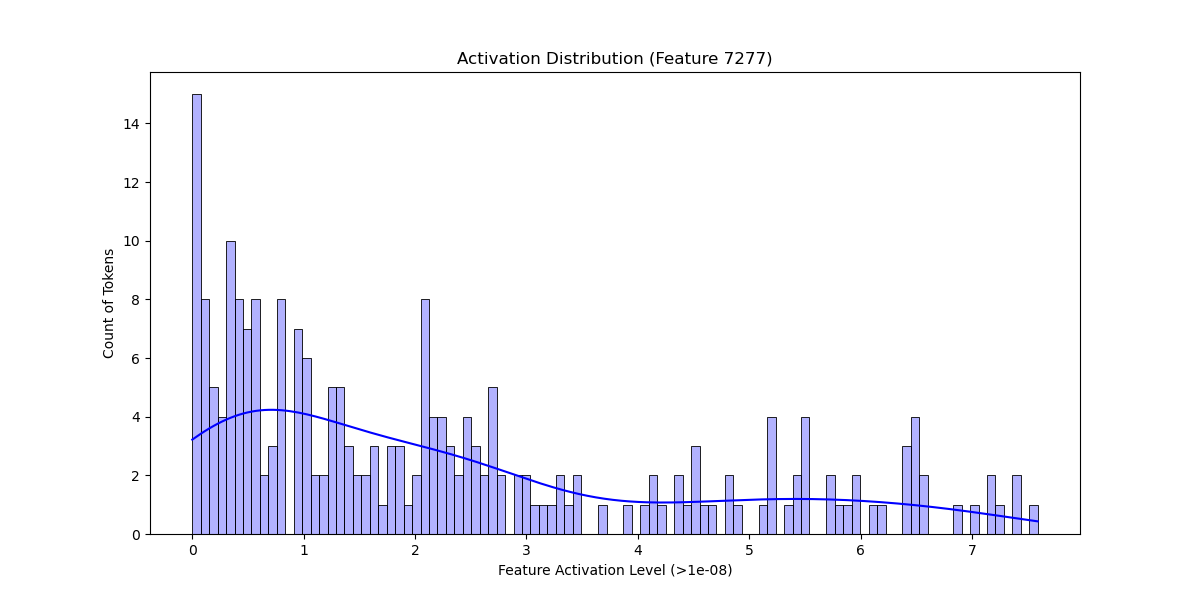 Activation Distribution (Feature 7277)
14
12
10
8
6
4
2
0
Count of Tokens
0 1 2 3 4 5 6 7
Feature Activation Level (>1e-08)